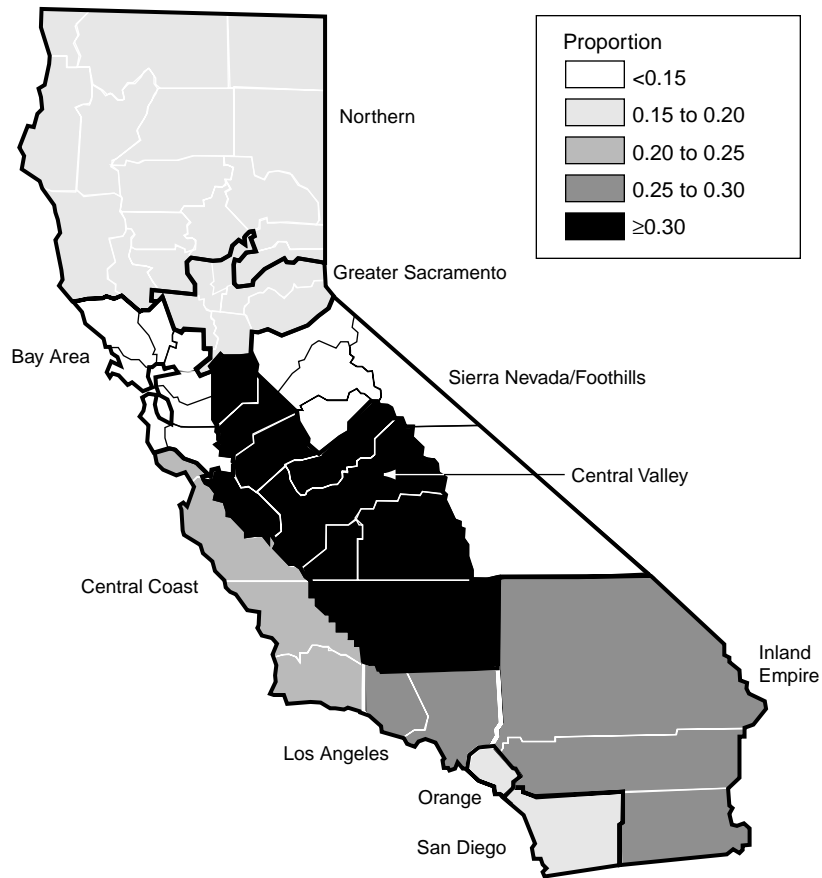 Proportion
<0.15
0.15 to 0.20
0.20 to 0.25
0.25 to 0.30
≥0.30
Northern
Greater Sacramento
Bay Area
Sierra Nevada/Foothills
Central Valley
Central Coast
Inland
Empire
Los Angeles
Orange
San Diego